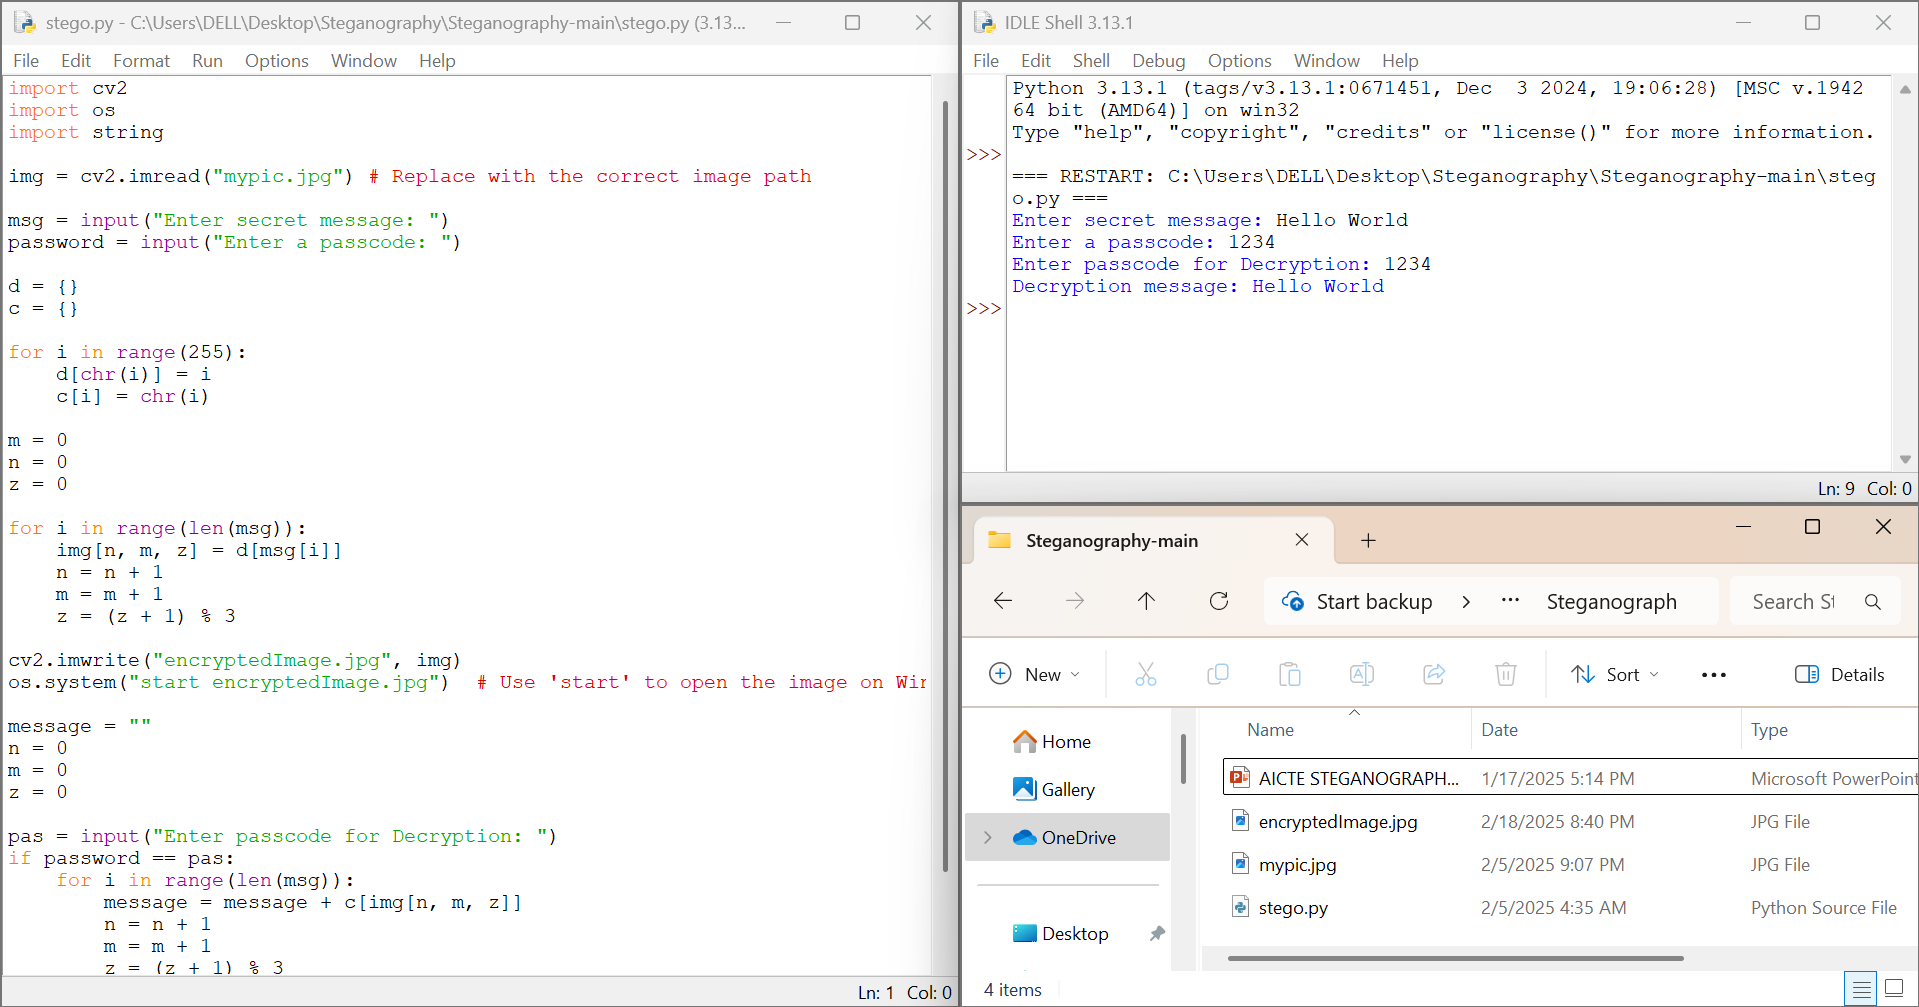 stego.py - C:\Users\DELL\Desktop\Steganography\Steganography-main\stego.py (3.13...
File Edit Format Run Options Window Help
import cv2
import os
import string
img = cv2.imread("mypic.jpg") # Replace with the correct image path
msg = input("Enter secret message: ")
password = input("Enter a passcode: ")
d = {}
c = {}
for i in range(255):
    d[chr(i)] = i
    c[i] = chr(i)
m = 0
n = 0
z = 0
for i in range(len(msg)):
    img[n, m, z] = d[msg[i]]
    n = n + 1
    m = m + 1
    z = (z + 1) % 3
cv2.imwrite("encryptedImage.jpg", img)
os.system("start encryptedImage.jpg")  # Use 'start' to open the image on Win
message = ""
n = 0
m = 0
z = 0
pas = input("Enter passcode for Decryption: ")
if password == pas:
    for i in range(len(msg)):
        message = message + c[img[n, m, z]]
        n = n + 1
        m = m + 1
        z = (z + 1) % 3
Ln: 1 Col: 0
IDLE Shell 3.13.1
File Edit Shell Debug Options Window Help
Python 3.13.1 (tags/v3.13.1:0671451, Dec  3 2024, 19:06:28) [MSC v.1942
64 bit (AMD64)] on win32
Type "help", "copyright", "credits" or "license()" for more information.
>>>
=== RESTART: C:\Users\DELL\Desktop\Steganography\Steganography-main\steg
o.py ===
Enter secret message: Hello World
Enter a passcode: 1234
Enter passcode for Decryption: 1234
Decryption message: Hello World
>>>
Ln: 9 Col: 0
Steganography-main
Start backup > ... Steganograph
Search St
New Sort ... Details
Home
Gallery
OneDrive
Desktop
Name Date Type
AICTE STEGANOGRAPH... 1/17/2025 5:14 PM Microsoft PowerPoint
encryptedImage.jpg 2/18/2025 8:40 PM JPG File
mypic.jpg 2/5/2025 9:07 PM JPG File
stego.py 2/5/2025 4:35 AM Python Source File
4 items